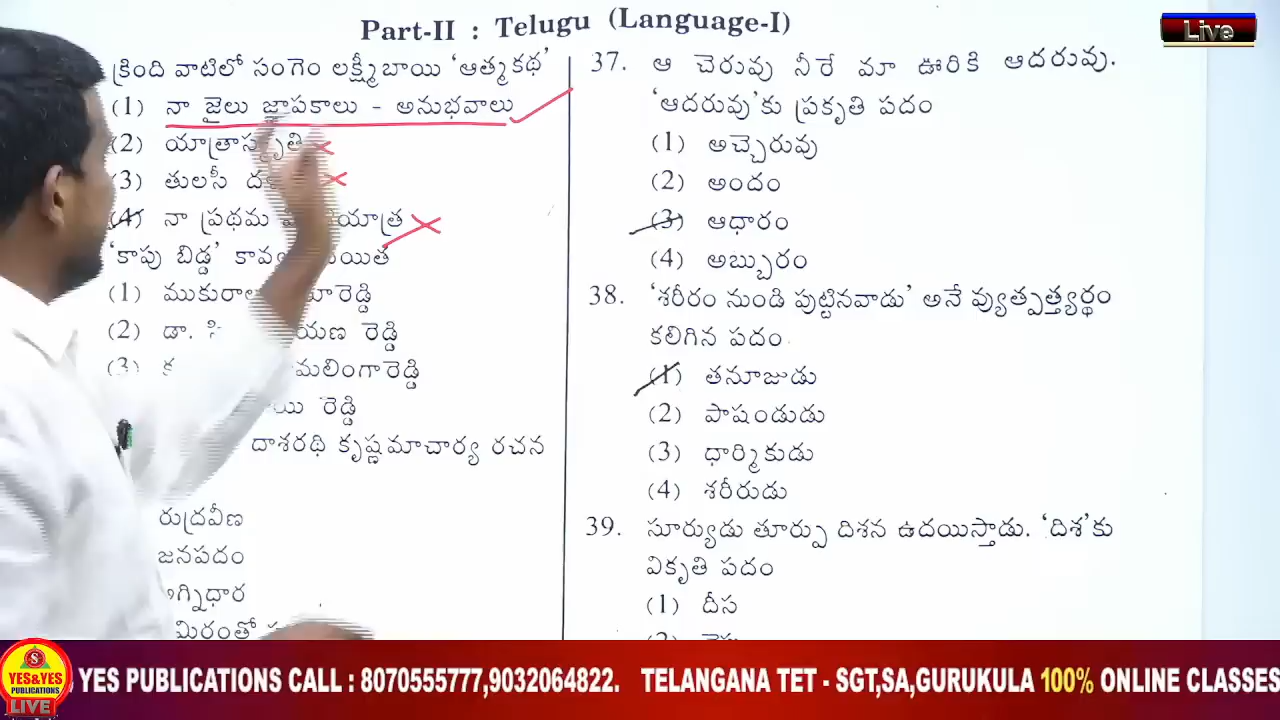 Part-II : Telugu (Language-I)
Live
క్రింది వాటిలో సంగెం లక్ష్మీబాయి ‘ఆత్మకథ’
(1) నా జైలు జ్ఞాపకాలు - అనుభవాలు
(2)
(3) తులసీ
(4) నా ప్రథమ
‘కాపు బిడ్డ’
(1)
(2) డా. రెడ్డి
(3)
రెడ్డి
దాశరథి కృష్ణమాచార్య రచన
రుద్రవీణ
జనపదం
అగ్నిధార
37. ఆ చెరువు నీరే మా ఊరికి ఆదరువు.
‘ఆదరువు’కు ప్రకృతి పదం
(1) అచ్చెరువు
(2) అందం
(3) ఆధారం
(4) అబ్బురం
38. ‘శరీరం నుండి పుట్టినవాడు’ అనే వ్యుత్పత్త్యర్థం
కలిగిన పదం
(1) తనూజుడు
(2) పాషండుడు
(3) ధార్మికుడు
(4) శరీరుడు
39. సూర్యుడు తూర్పు దిశన ఉదయిస్తాడు. ‘దిశ’కు
వికృతి పదం
(1) దీస
YES&YES
PUBLICATIONS
LIVE
YES PUBLICATIONS CALL : 8070555777,9032064822. TELANGANA TET - SGT,SA,GURUKULA 100% ONLINE CLASSES